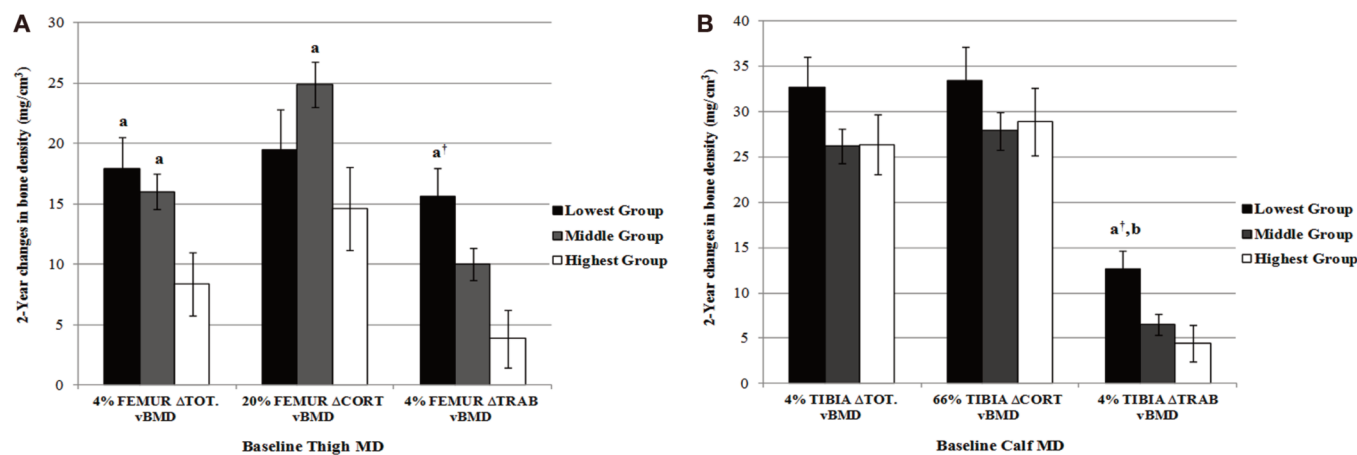 A
2-Year changes in bone density (mg/cm³)
30
25
20
15
10
5
0
a
a
a
a†
4% FEMUR ΔTOT. vBMD
20% FEMUR ΔCORT vBMD
4% FEMUR ΔTRAB vBMD
Baseline Thigh MD
Lowest Group
Middle Group
Highest Group
B
2-Year changes in bone density (mg/cm³)
40
35
30
25
20
15
10
5
0
a†,b
4% TIBIA ΔTOT. vBMD
66% TIBIA ΔCORT vBMD
4% TIBIA ΔTRAB vBMD
Baseline Calf MD
Lowest Group
Middle Group
Highest Group